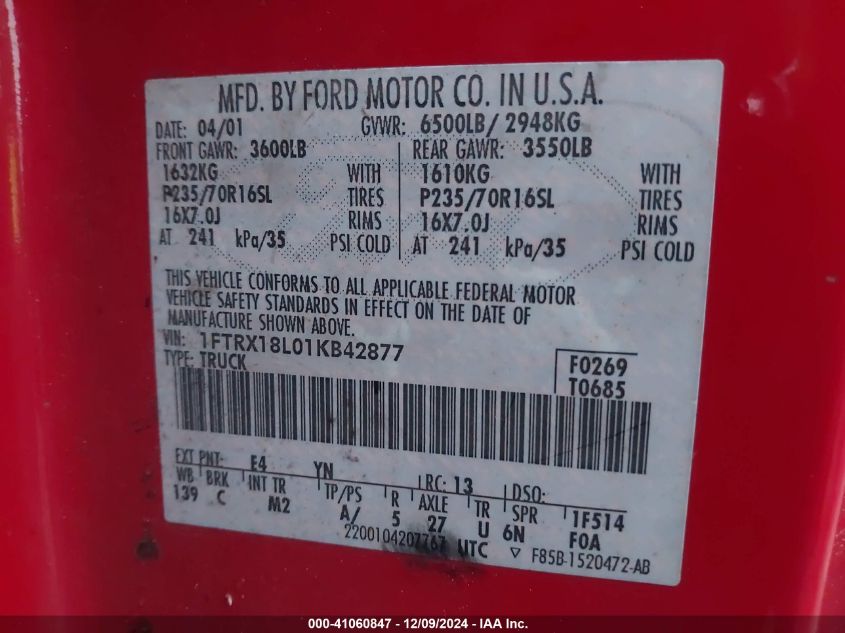 MFD. BY FORD MOTOR CO. IN U.S.A.
DATE: 04/01 GVWR: 6500LB/ 2948KG
FRONT GAWR: 3600LB REAR GAWR: 3550LB
1632KG WITH 1610KG WITH
P235/70R16SL TIRES P235/70R16SL TIRES
16X7.0J RIMS 16X7.0J RIMS
AT 241 kPa/35 PSI COLD AT 241 kPa/35 PSI COLD
THIS VEHICLE CONFORMS TO ALL APPLICABLE FEDERAL MOTOR
VEHICLE SAFETY STANDARDS IN EFFECT ON THE DATE OF
MANUFACTURE SHOWN ABOVE.
VIN: 1FTRX18L01KB42877
TYPE: TRUCK F0269
T0685
EXT PNT: E4 YN RC: 13 DSO:
WB BRK INT TR TP/PS R AXLE TR SPR 1F514
139 C M2 A/ 5 27 U 6N F0A
2200104207767 UTC ▽ F85B-1520472-AB
000-41060847 - 12/09/2024 - IAA Inc.